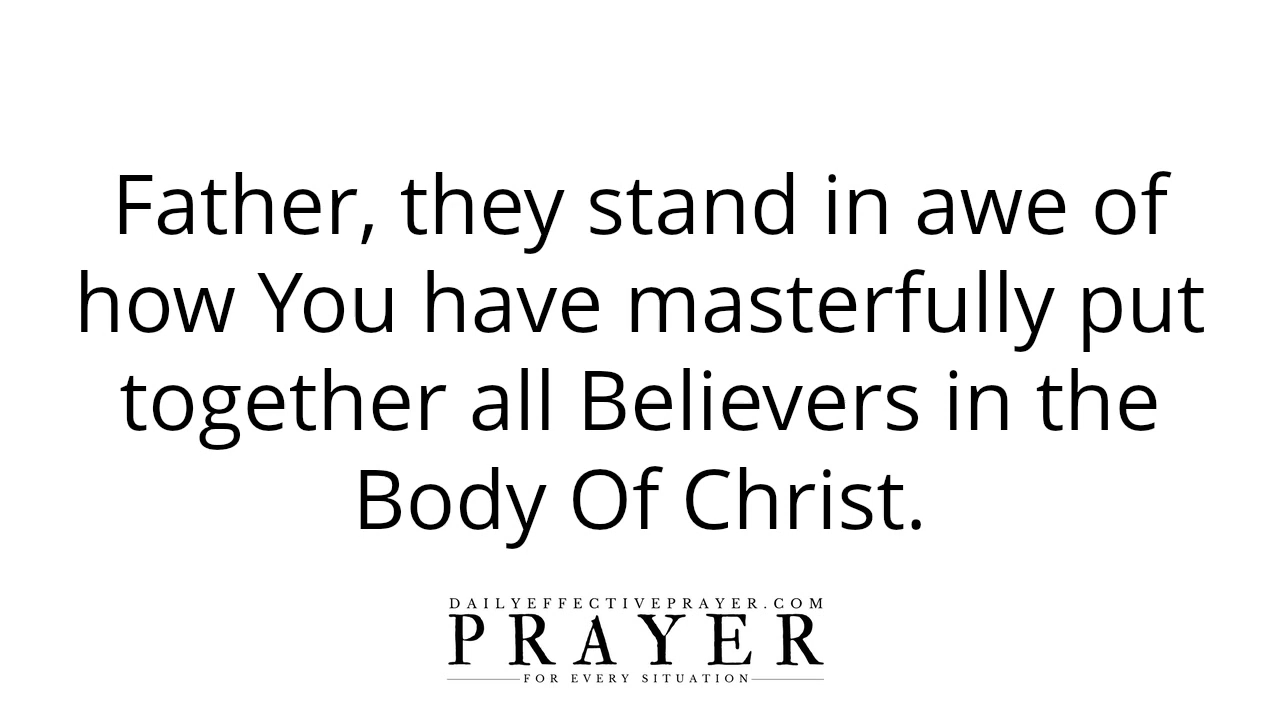 Father, they stand in awe of
how You have masterfully put
together all Believers in the
Body Of Christ.
DAILYEFFECTIVEPRAYER.COM
PRAYER
FOR EVERY SITUATION